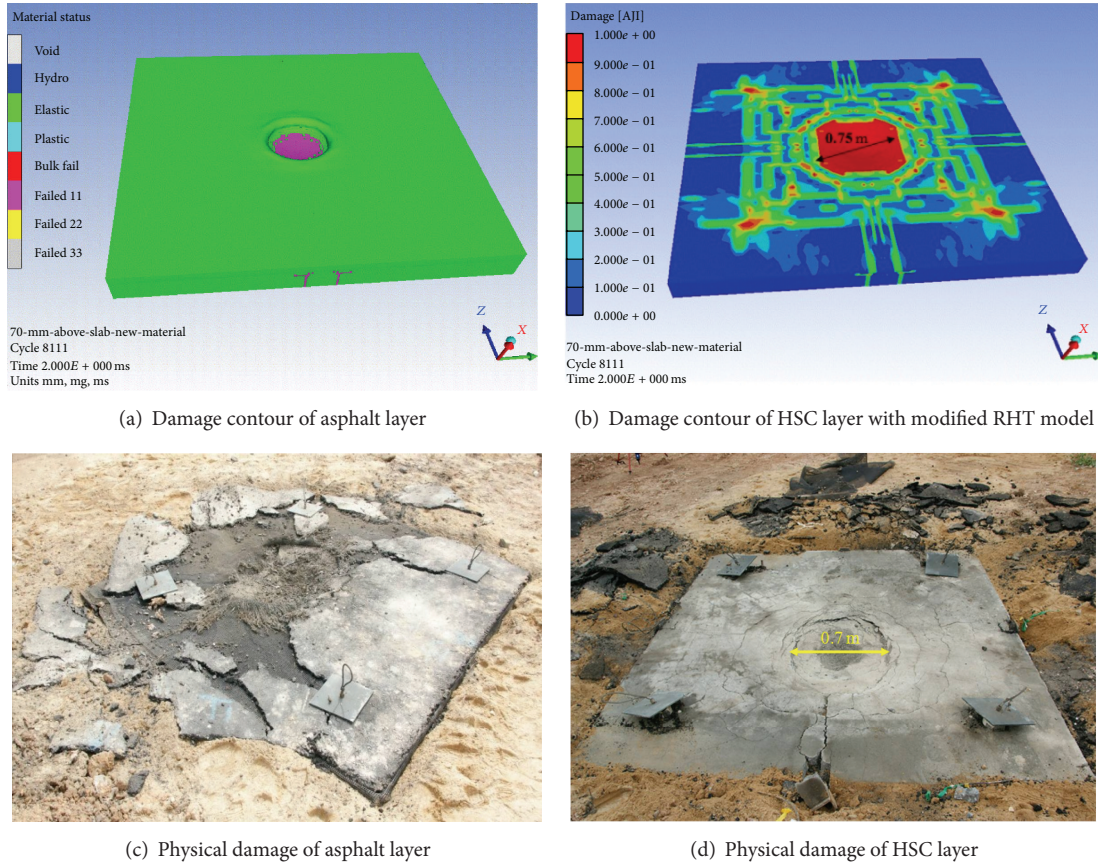 Material status
Void
Hydro
Elastic
Plastic
Bulk fail
Failed 11
Failed 22
Failed 33
70-mm-above-slab-new-material
Cycle 8111
Time 2.000E + 000 ms
Units mm, mg, ms
Z
X
(a) Damage contour of asphalt layer
Damage [AJI]
1.000e + 00
9.000e − 01
8.000e − 01
7.000e − 01
6.000e − 01
5.000e − 01
4.000e − 01
3.000e − 01
2.000e − 01
1.000e − 01
0.000e + 00
0.75 m
70-mm-above-slab-new-material
Cycle 8111
Time 2.000E + 000 ms
Z
X
(b) Damage contour of HSC layer with modified RHT model
(c) Physical damage of asphalt layer
0.7 m
(d) Physical damage of HSC layer